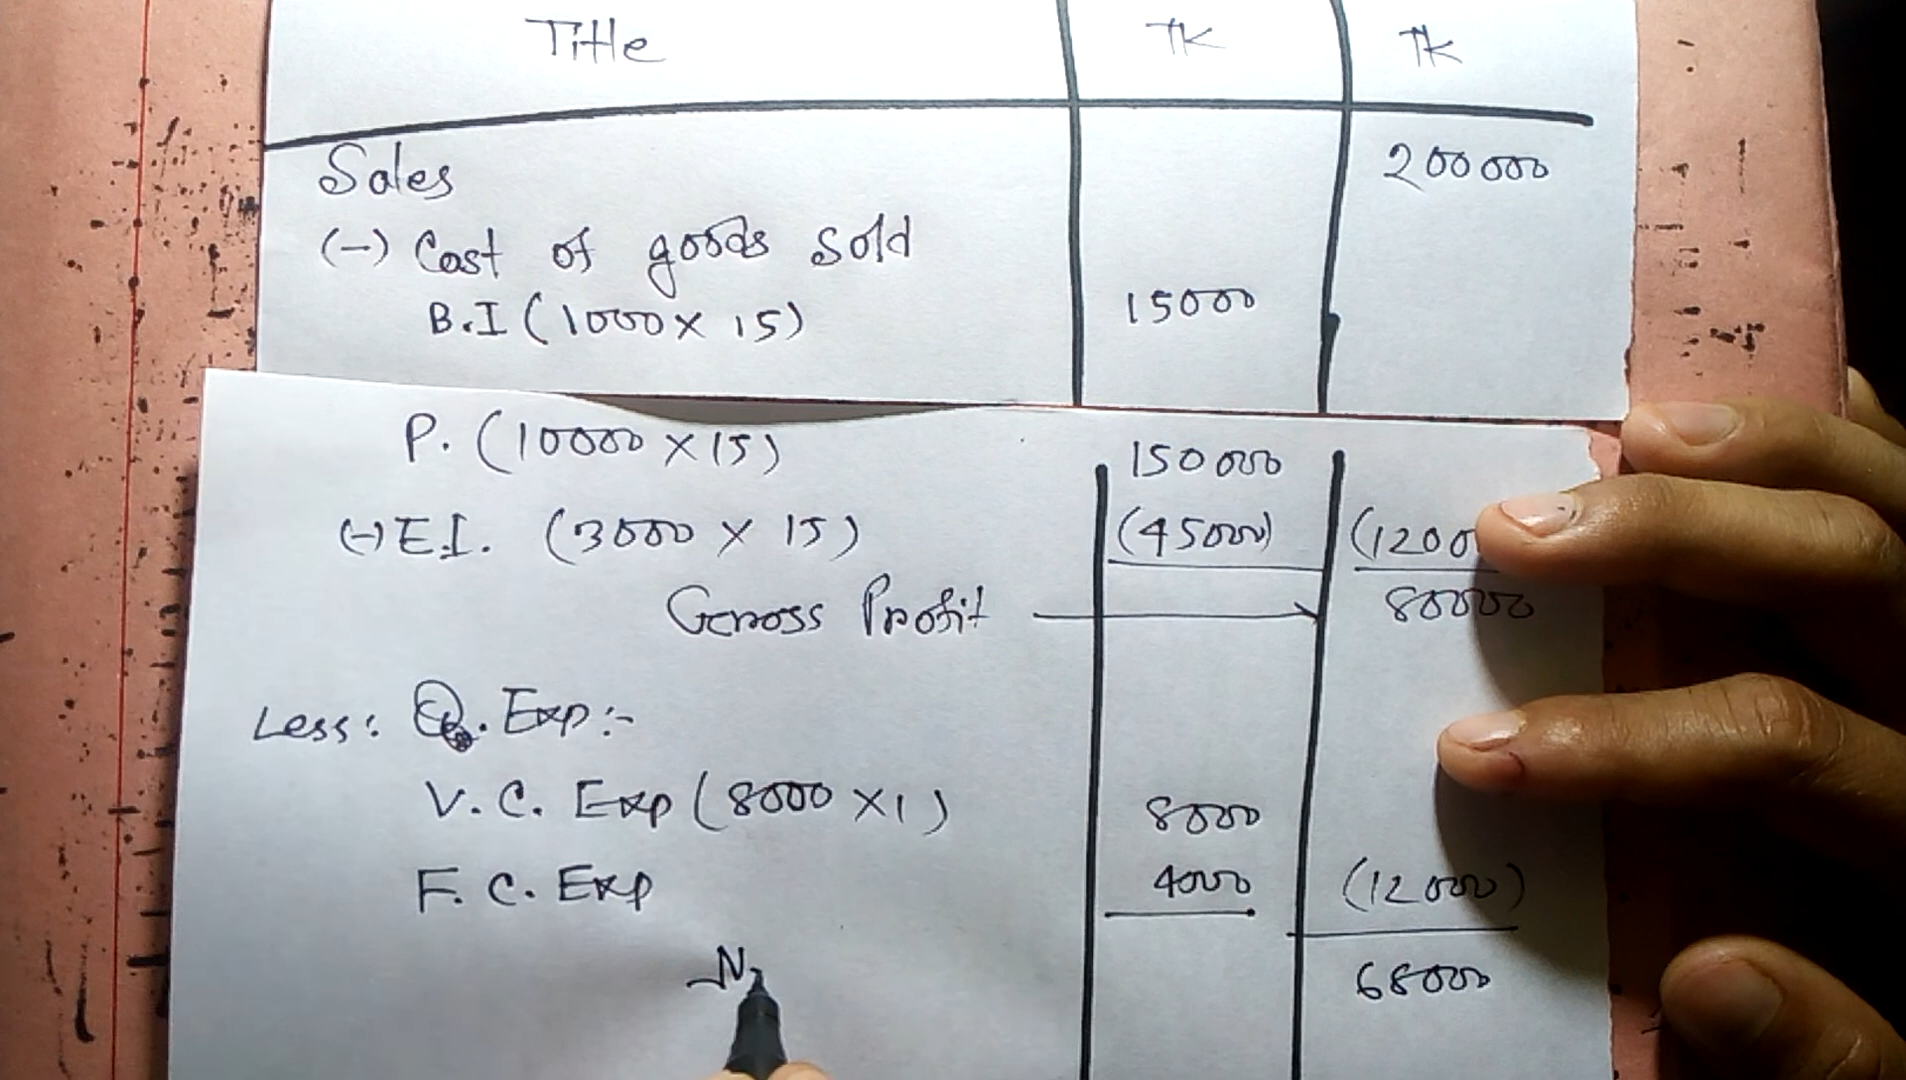 Title TK TK
Sales 200000
(-) Cost of goods sold
B.I (1000 × 15) 15000
P. (10000 × 15) 150000
(-) E.I. (3000 × 15) (45000) (1200
Gross Profit → 80000
Less: O. Exp:-
V. C. Exp (8000 × 1) 8000
F. C. Exp 4000 (12000)
N 68000